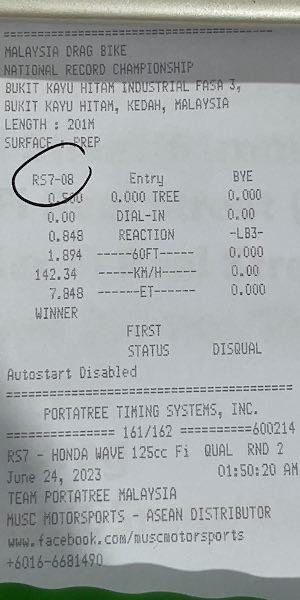 ================================
MALAYSIA DRAG BIKE
NATIONAL RECORD CHAMPIONSHIP
BUKIT KAYU HITAM INDUSTRIAL FASA 3,
BUKIT KAYU HITAM, KEDAH, MALAYSIA
LENGTH : 201M
SURFACE : PREP
RS7-08 Entry BYE
0.500 0.000 TREE 0.000
0.00 DIAL-IN 0.00
0.848 REACTION -LB3-
1.894 -----60FT----- 0.000
142.34 -----KM/H----- 0.00
7.848 ------ET------ 0.000
WINNER
FIRST
STATUS DISQUAL
Autostart Disabled
================================
PORTATREE TIMING SYSTEMS, INC.
============== 161/162 ==========600214
RS7 - HONDA WAVE 125cc Fi QUAL RND 2
June 24, 2023 01:50:20 AM
TEAM PORTATREE MALAYSIA
MUSC MOTORSPORTS - ASEAN DISTRIBUTOR
www.facebook.com/muscmotorsports
+6016-6681490